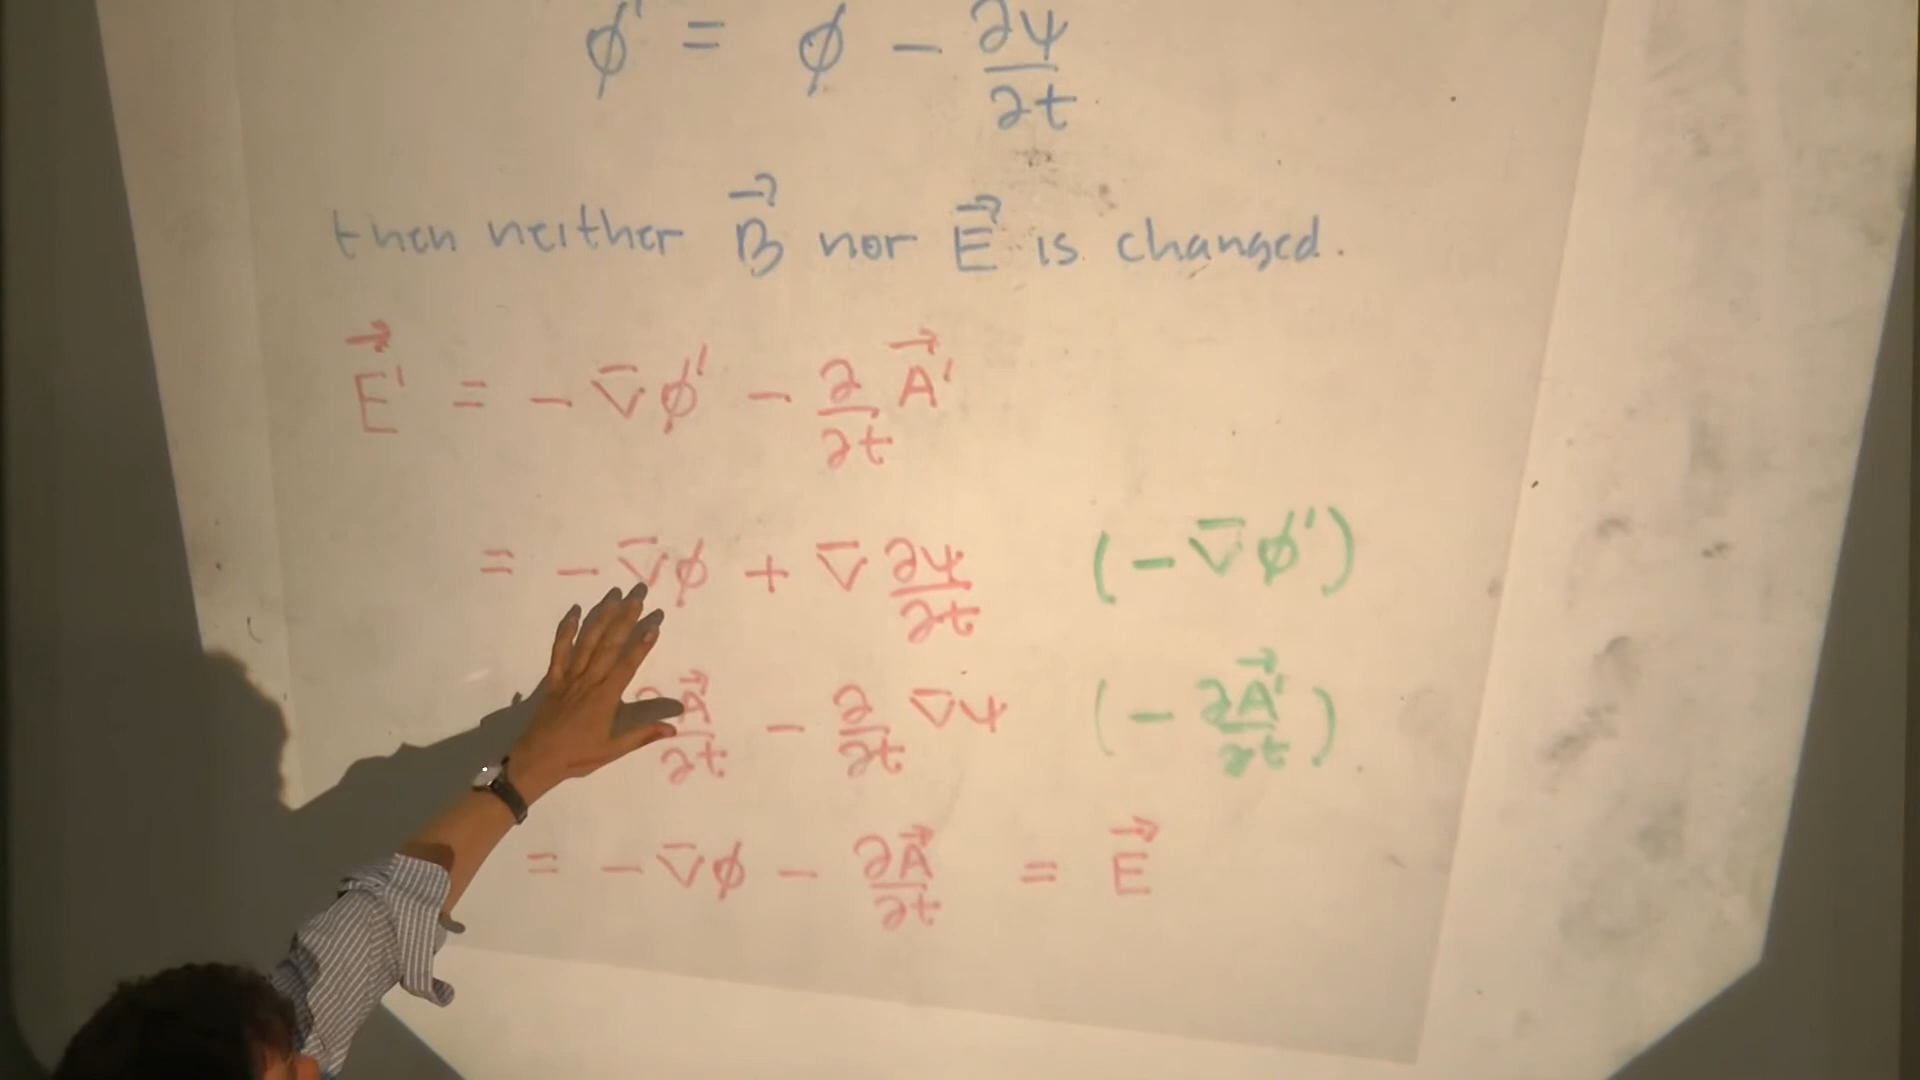 ϕ' = ϕ − ∂ψ/∂t
then neither B⃗ nor E⃗ is changed.
E⃗' = − ∇ϕ' − ∂/∂t A⃗'
= − ∇ϕ + ∇ ∂ψ/∂t (− ∇ϕ')
∂A⃗/∂t − ∂/∂t ∇ψ (− ∂A⃗'/∂t)
= − ∇ϕ − ∂A⃗/∂t = E⃗